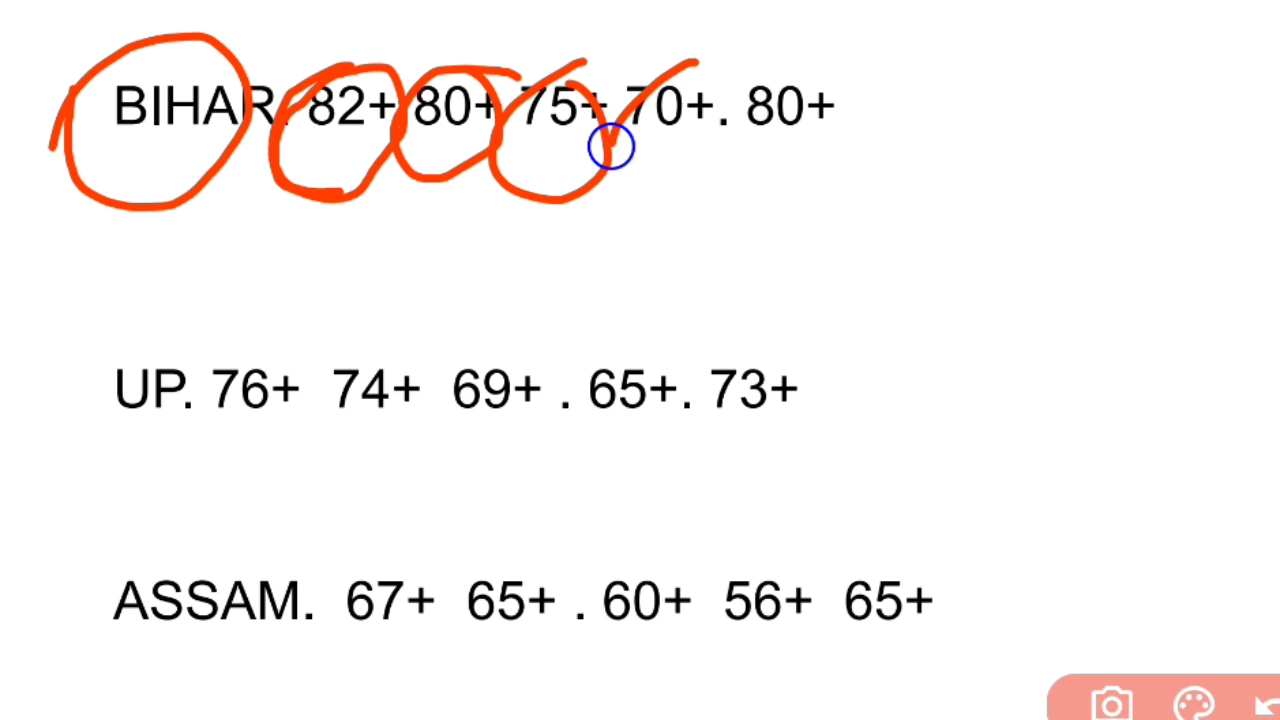 BIHAR. 82+ 80+ 75+ 70+. 80+
UP. 76+ 74+ 69+ . 65+. 73+
ASSAM. 67+ 65+ . 60+ 56+ 65+